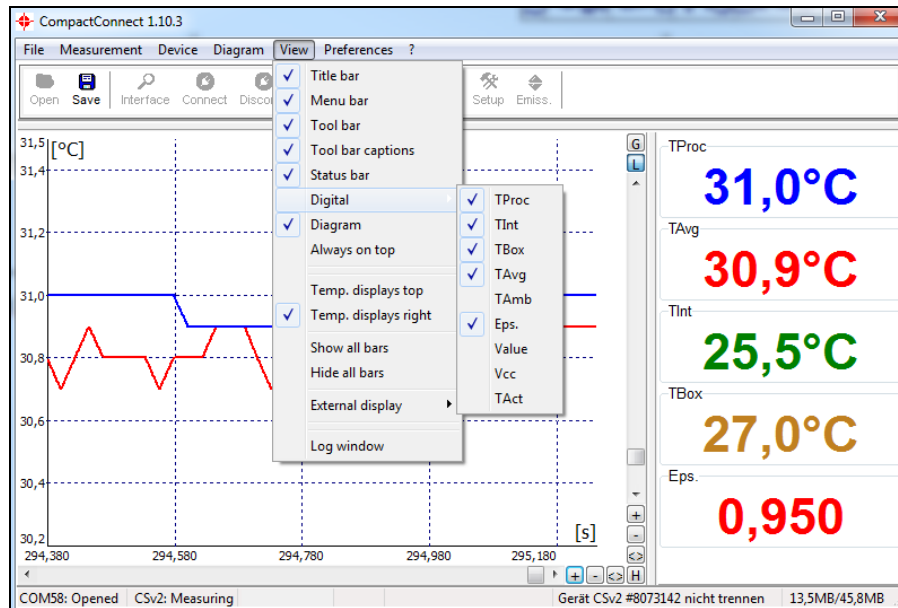 CompactConnect 1.10.3
File Measurement Device Diagram View Preferences ?
Open Save Interface Connect Setup Emiss.
Title bar
Menu bar
Tool bar
Tool bar captions
Status bar
Digital
Diagram
Always on top
Temp. displays top
Temp. displays right
Show all bars
Hide all bars
External display
Log window
TProc
TInt
TBox
TAvg
TAmb
Eps.
Value
Vcc
TAct
31,5 [°C]
31,4
31,2
31,0
30,8
30,6
30,4
30,2
[s]
294,380 294,580 294,780 294,980 295,180
G
L
+
-
<>
+ - <> H
TProc
31,0°C
TAvg
30,9°C
TInt
25,5°C
TBox
27,0°C
Eps.
0,950
COM58: Opened CSv2: Measuring Gerät CSv2 #8073142 nicht trennen 13,5MB/45,8MB